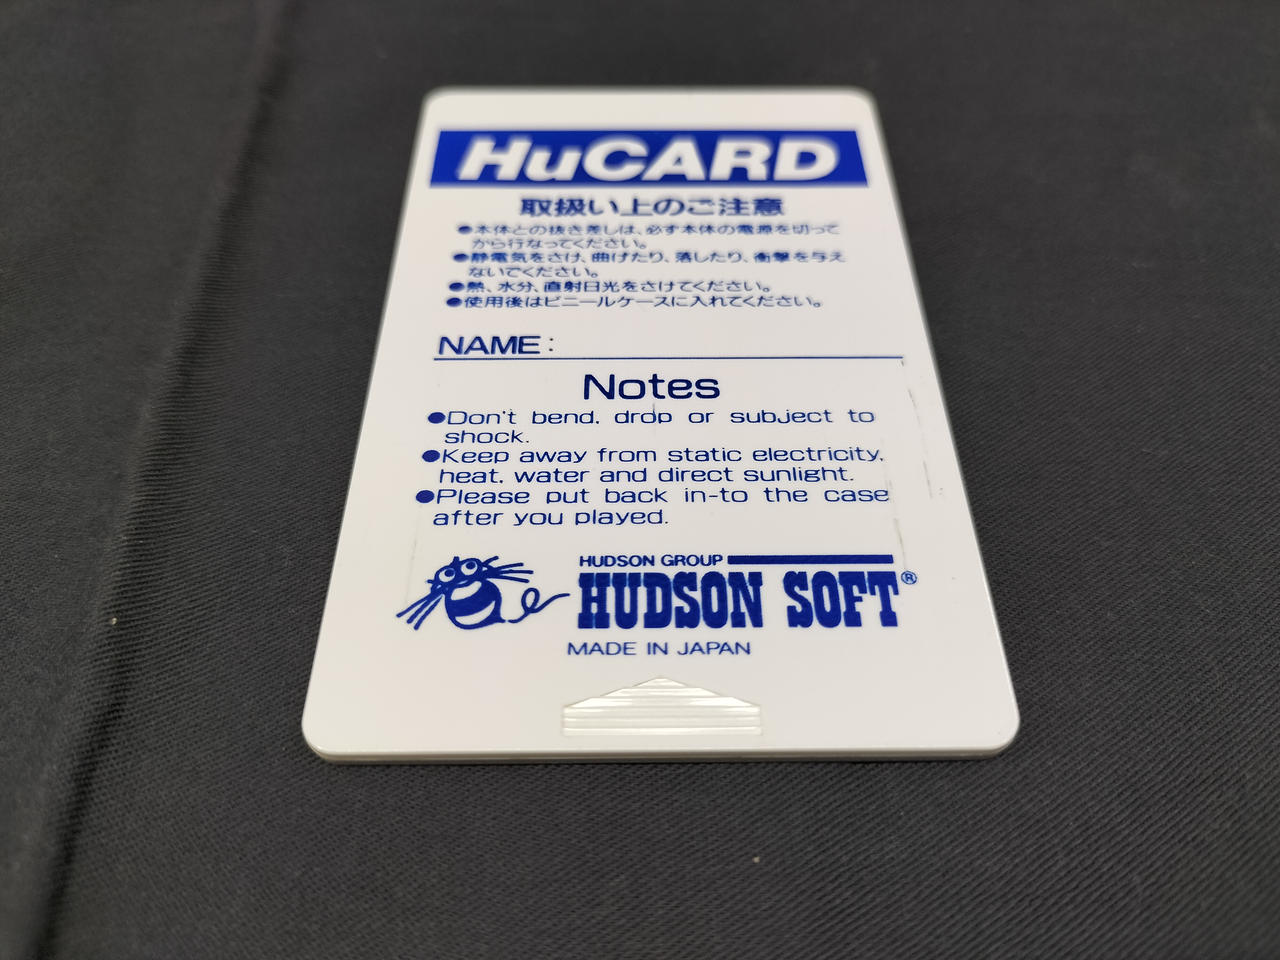 HuCARD
取扱い上のご注意
●本体との抜き差しは、必ず本体の電源を切って
から行なってください。
●静電気をさけ、曲げたり、落したり、衝撃を与え
ないでください。
●熱、水分、直射日光をさけてください。
●使用後はビニールケースに入れてください。
NAME:
Notes
●Don't bend, drop or subject to
shock.
●Keep away from static electricity,
heat, water and direct sunlight.
●Please put back in-to the case
after you played.
HUDSON GROUP
HUDSON SOFT®
MADE IN JAPAN